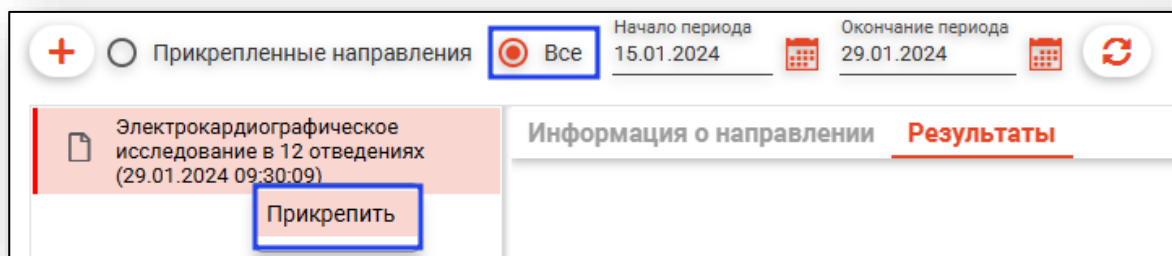 Прикрепленные направления
Все
Начало периода
15.01.2024
Окончание периода
29.01.2024
Электрокардиографическое
исследование в 12 отведениях
(29.01.2024 09:30:09)
Прикрепить
Информация о направлении
Результаты